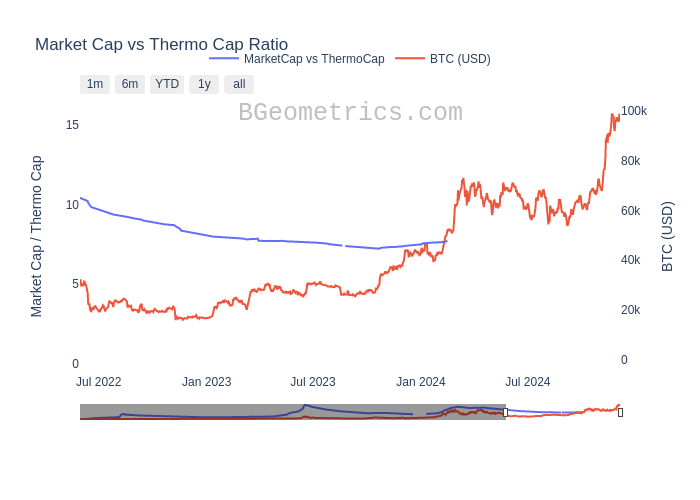 Market Cap vs Thermo Cap Ratio
MarketCap vs ThermoCap
BTC (USD)
1m
6m
YTD
1y
all
BGeometrics.com
15
10
5
0
Market Cap / Thermo Cap
100k
80k
60k
40k
20k
0
BTC (USD)
Jul 2022
Jan 2023
Jul 2023
Jan 2024
Jul 2024